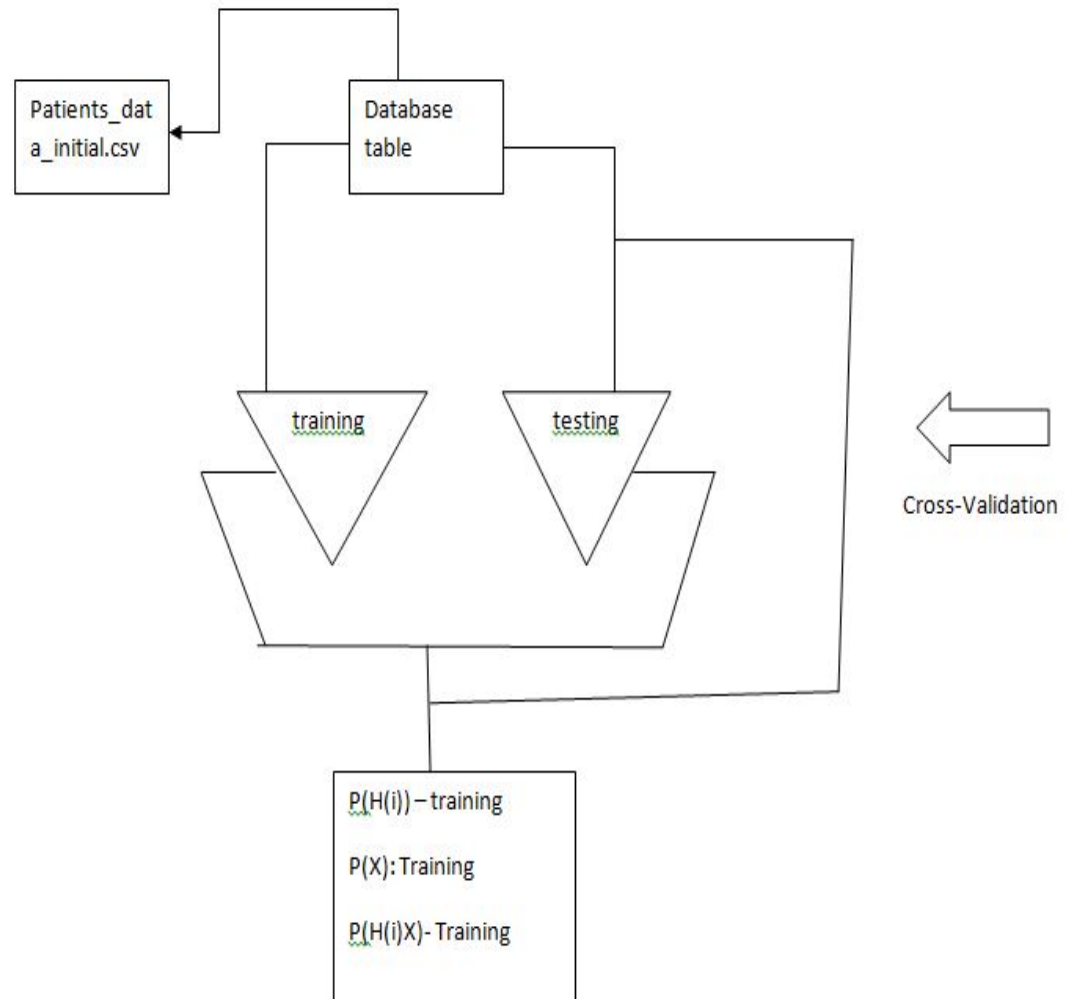 Patients_dat
a_initial.csv
Database
table
training
testing
Cross-Validation
P(H(i)) – training
P(X): Training
P(H(i)X)- Training